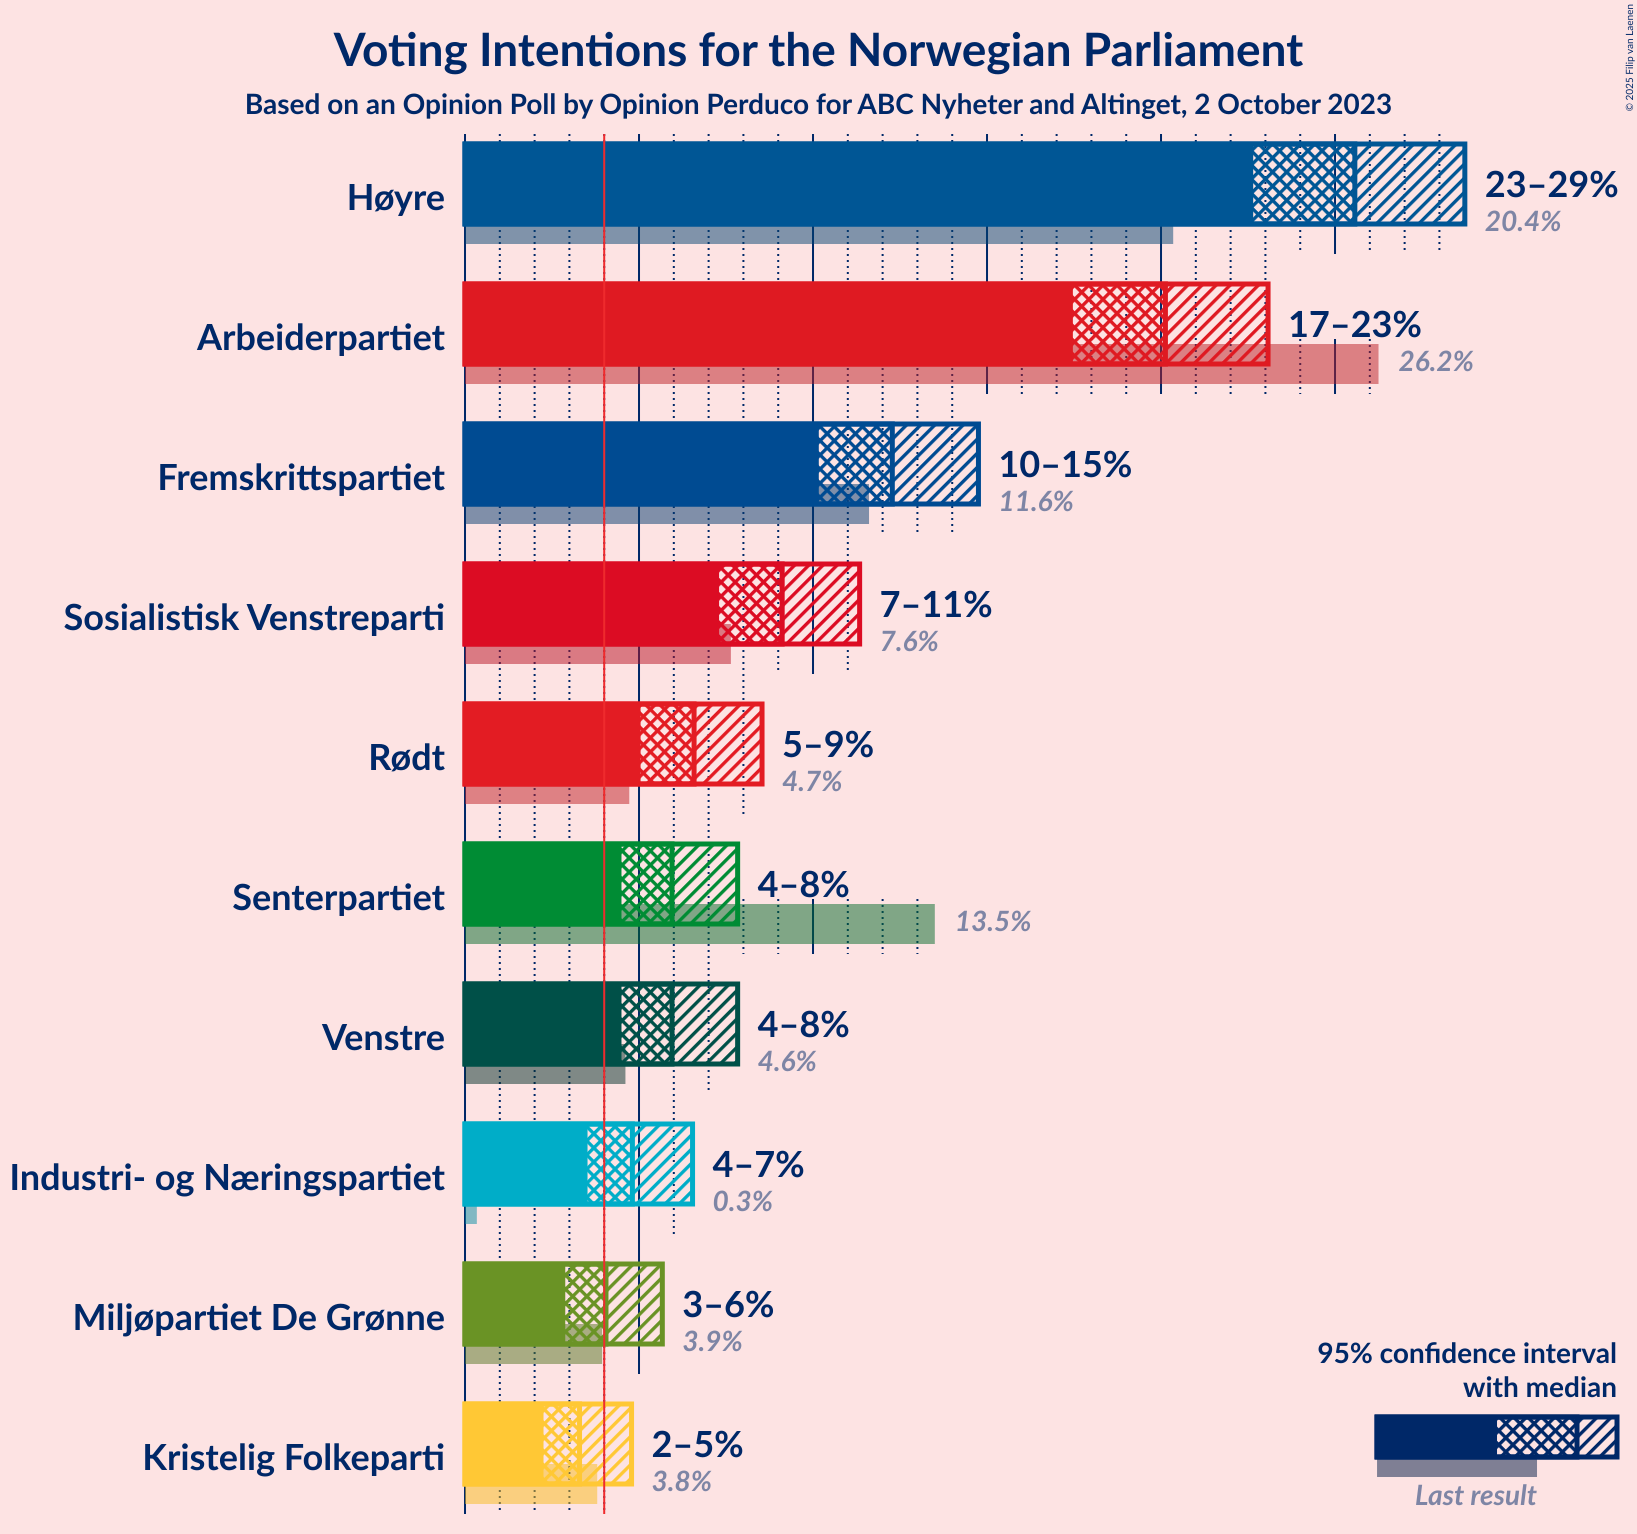 Voting Intentions for the Norwegian Parliament
Based on an Opinion Poll by Opinion Perduco for ABC Nyheter and Altinget, 2 October 2023
© 2025 Filip van Laenen
Høyre
23–29%
20.4%
Arbeiderpartiet
17–23%
26.2%
Fremskrittspartiet
10–15%
11.6%
Sosialistisk Venstreparti
7–11%
7.6%
Rødt
5–9%
4.7%
Senterpartiet
4–8%
13.5%
Venstre
4–8%
4.6%
Industri- og Næringspartiet
4–7%
0.3%
Miljøpartiet De Grønne
3–6%
3.9%
Kristelig Folkeparti
2–5%
3.8%
95% confidence interval
with median
Last result